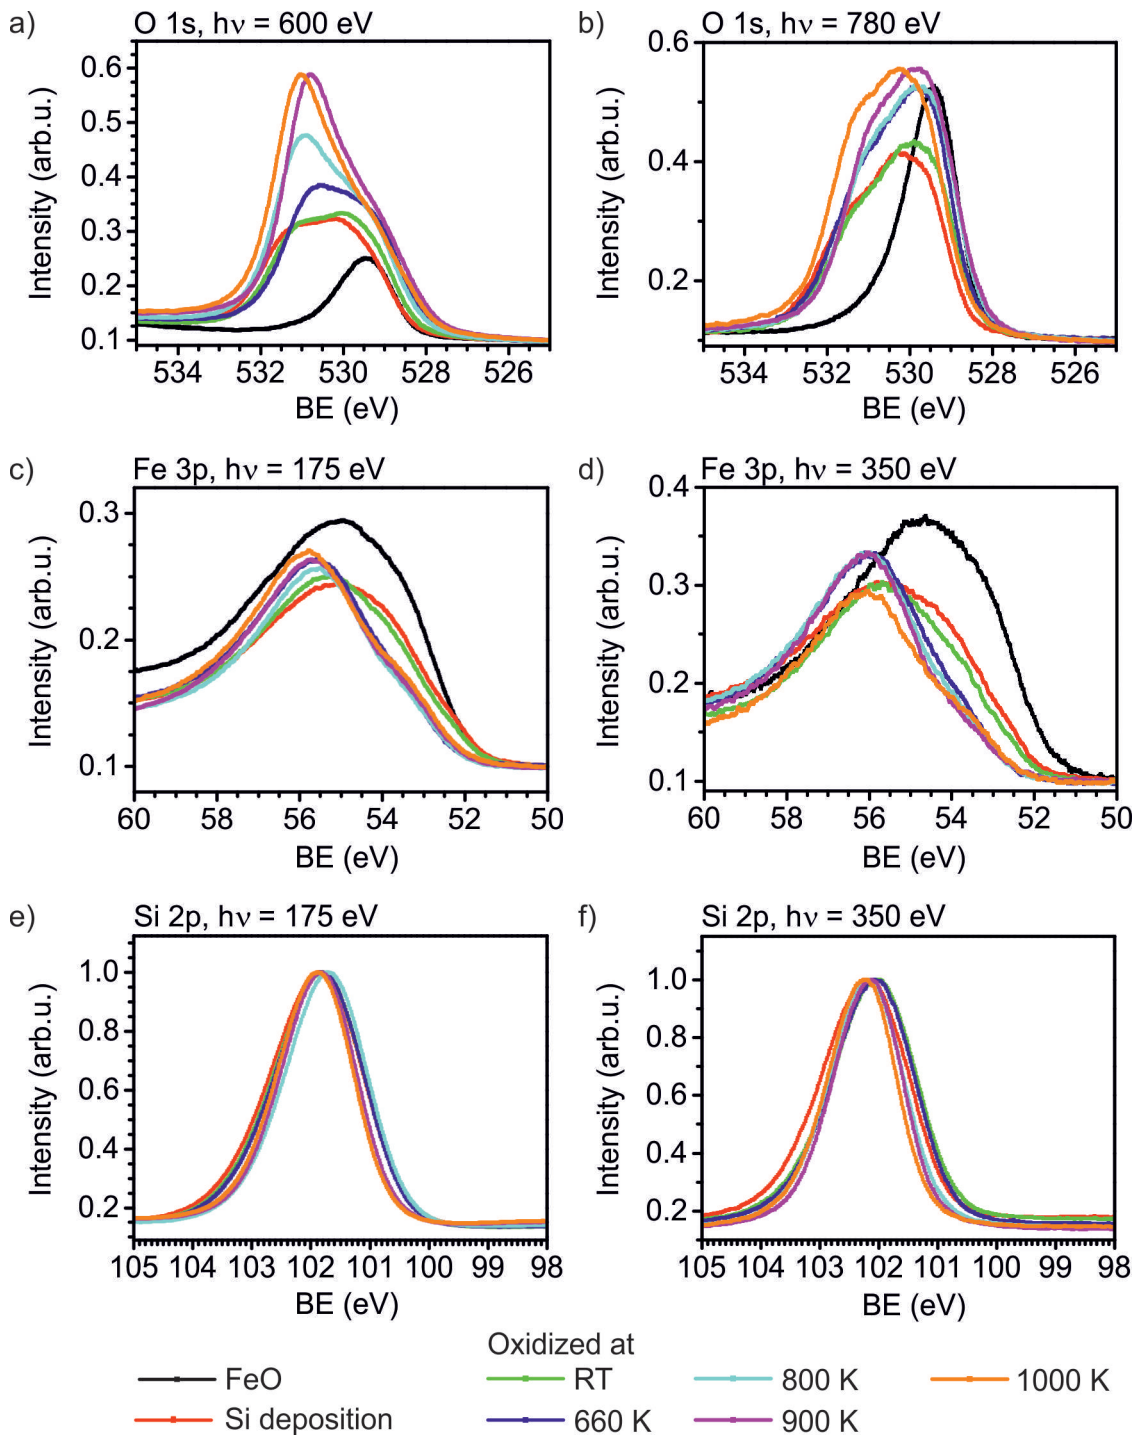 a) O 1s, hν = 600 eV
b) O 1s, hν = 780 eV
0.6
0.5
0.4
0.3
0.2
0.1
Intensity (arb.u.)
534 532 530 528 526
BE (eV)
0.6
0.4
0.2
Intensity (arb.u.)
534 532 530 528 526
BE (eV)
c) Fe 3p, hν = 175 eV
d) Fe 3p, hν = 350 eV
0.3
0.2
0.1
Intensity (arb.u.)
60 58 56 54 52 50
BE (eV)
0.4
0.3
0.2
0.1
Intensity (arb.u.)
60 58 56 54 52 50
BE (eV)
e) Si 2p, hν = 175 eV
f) Si 2p, hν = 350 eV
1.0
0.8
0.6
0.4
0.2
Intensity (arb.u.)
105 104 103 102 101 100 99 98
BE (eV)
1.0
0.8
0.6
0.4
0.2
Intensity (arb.u.)
105 104 103 102 101 100 99 98
BE (eV)
Oxidized at
FeO RT 800 K 1000 K
Si deposition 660 K 900 K